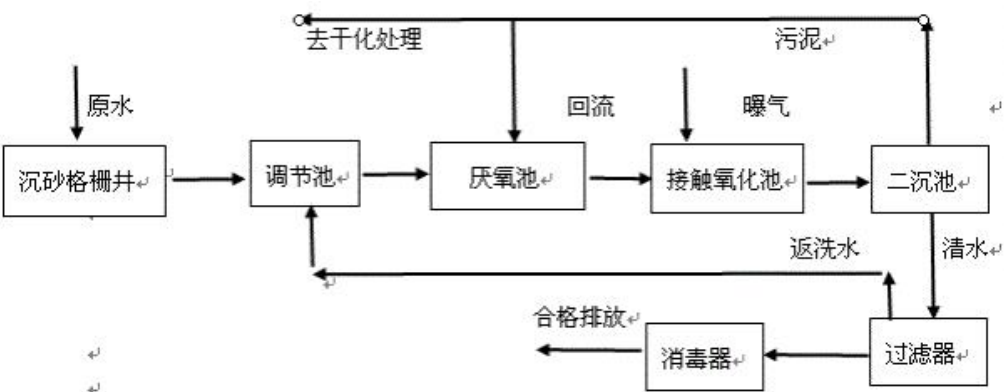 去干化处理
污泥
原水
回流
曝气
沉砂格栅井
调节池
厌氧池
接触氧化池
二沉池
返洗水
清水
合格排放
消毒器
过滤器